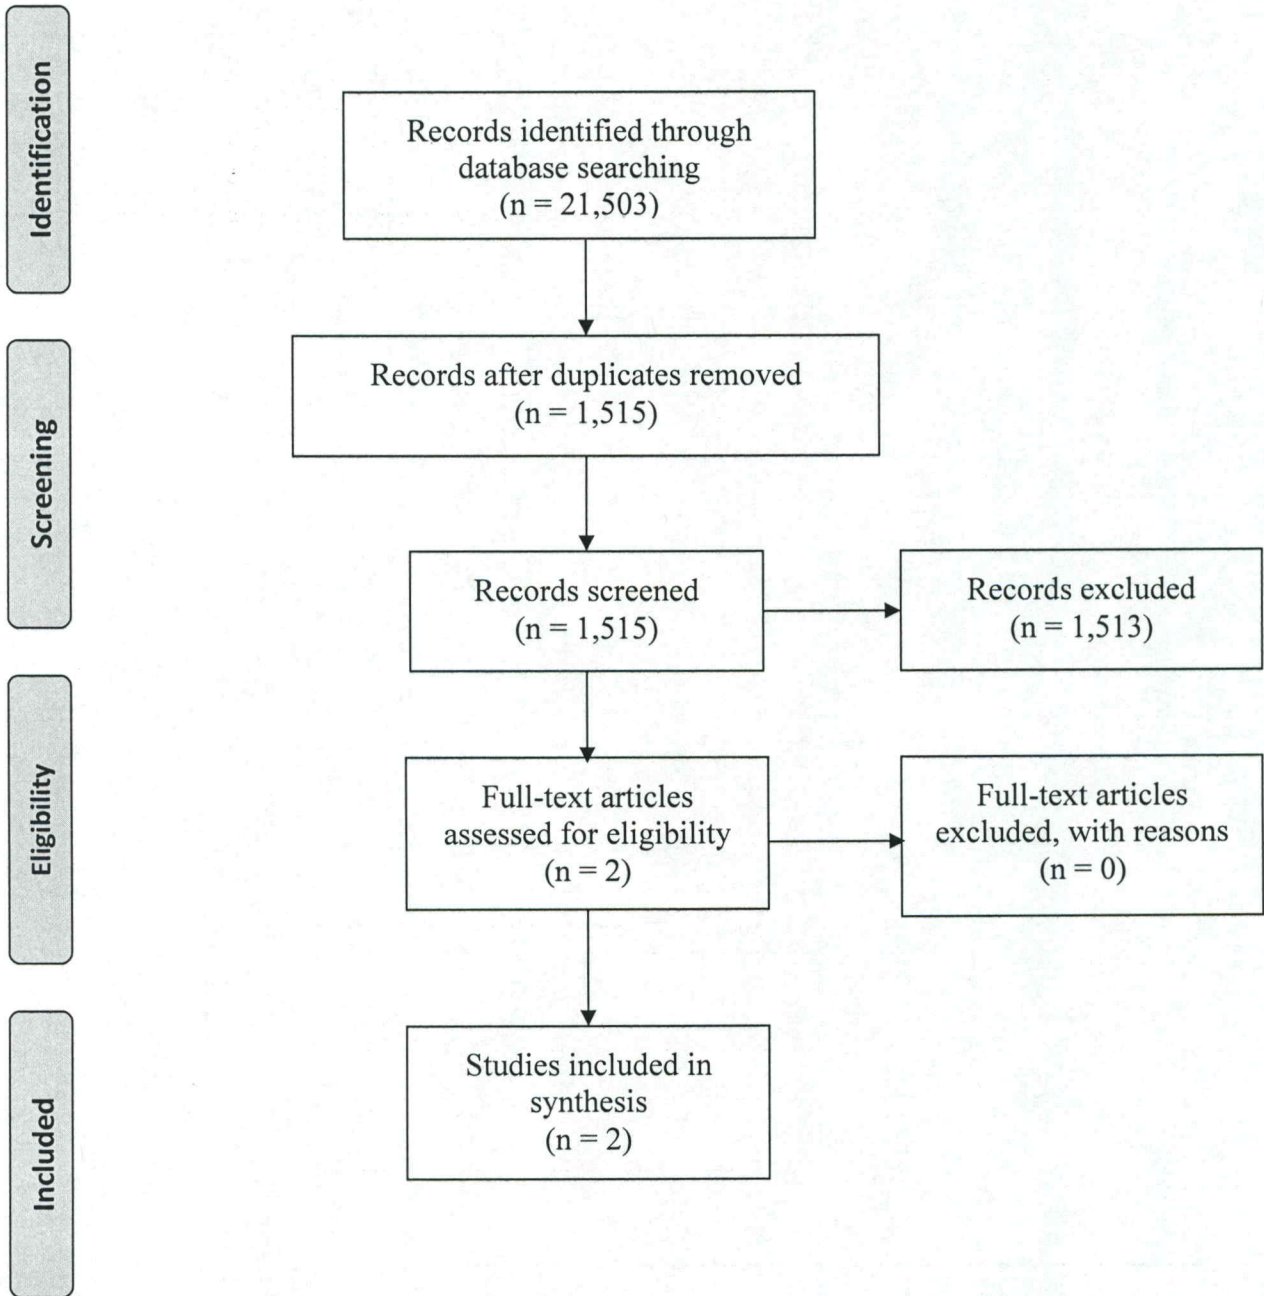 Identification
Records identified through
database searching
(n = 21,503)
Records after duplicates removed
(n = 1,515)
Screening
Records screened
(n = 1,515)
Records excluded
(n = 1,513)
Eligibility
Full-text articles
assessed for eligibility
(n = 2)
Full-text articles
excluded, with reasons
(n = 0)
Included
Studies included in
synthesis
(n = 2)